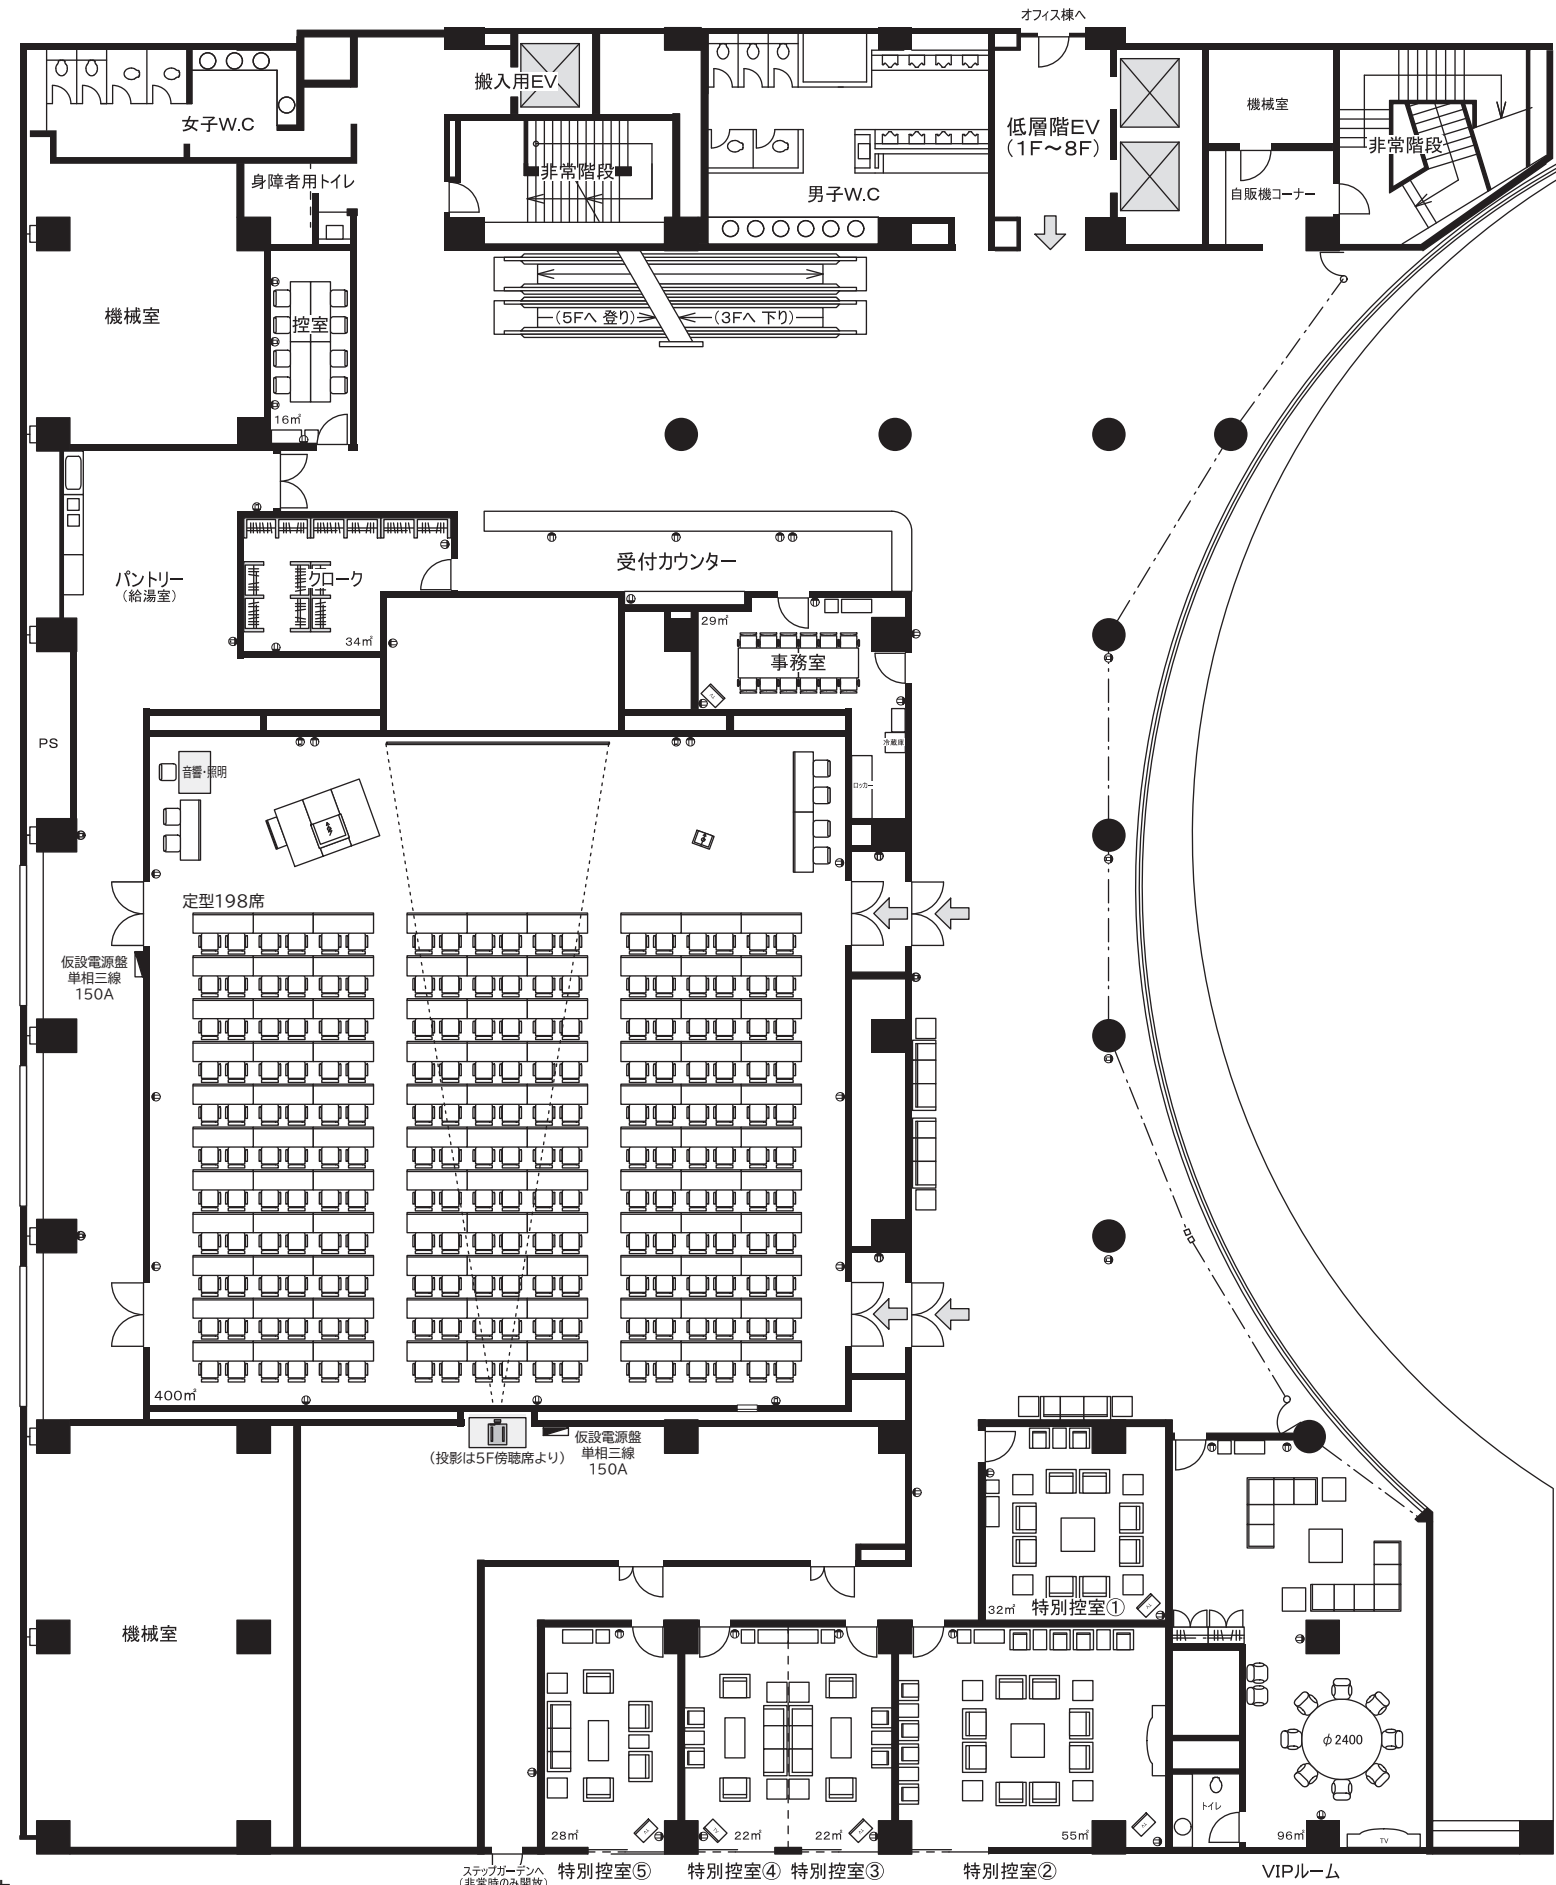 オフィス棟へ
搬入用EV
女子W.C
低層階EV
(1F～8F)
機械室
非常階段
非常階段
身障者用トイレ
男子W.C
自販機コーナー
機械室
控室
16㎡
(5Fへ 登り)
(3Fへ 下り)
受付カウンター
パントリー
(給湯室)
クローク
34㎡
29㎡
事務室
冷蔵庫
ロッカー
PS
音響・照明
定型198席
仮設電源盤
単相三線
150A
400㎡
(投影は5F傍聴席より)
仮設電源盤
単相三線
150A
32㎡
特別控室①
機械室
φ2400
トイレ
28㎡
22㎡
22㎡
55㎡
96㎡
TV
TV
ステップガーデンへ
(非常時のみ開放)
特別控室⑤
特別控室④
特別控室③
特別控室②
VIPルーム